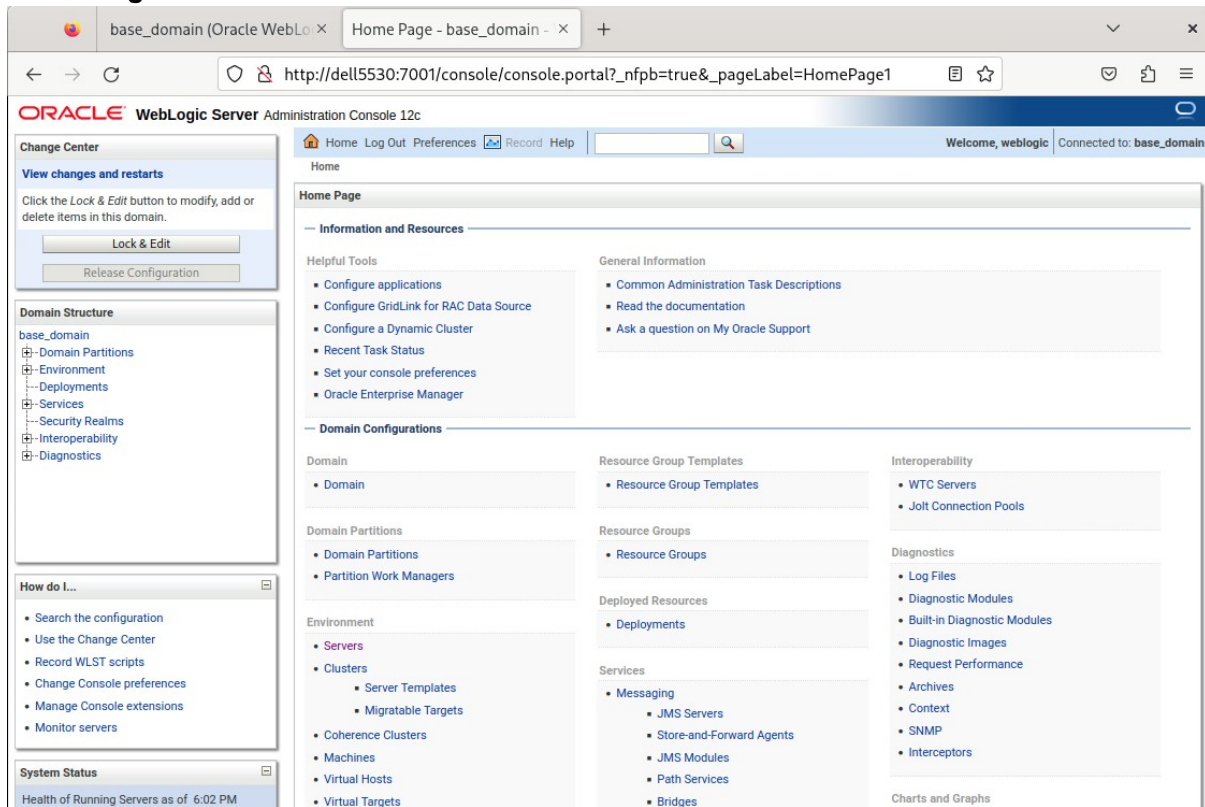 base_domain (Oracle WebLo
Home Page - base_domain -
http://dell5530:7001/console/console.portal?_nfpb=true&_pageLabel=HomePage1
ORACLE WebLogic Server Administration Console 12c
Change Center
View changes and restarts
Click the Lock & Edit button to modify, add or
delete items in this domain.
Lock & Edit
Release Configuration
Domain Structure
base_domain
Domain Partitions
Environment
Deployments
Services
Security Realms
Interoperability
Diagnostics
How do I...
Search the configuration
Use the Change Center
Record WLST scripts
Change Console preferences
Manage Console extensions
Monitor servers
System Status
Health of Running Servers as of 6:02 PM
Home Log Out Preferences Record Help
Welcome, weblogic Connected to: base_domain
Home
Home Page
Information and Resources
Helpful Tools
Configure applications
Configure GridLink for RAC Data Source
Configure a Dynamic Cluster
Recent Task Status
Set your console preferences
Oracle Enterprise Manager
General Information
Common Administration Task Descriptions
Read the documentation
Ask a question on My Oracle Support
Domain Configurations
Domain
Domain
Domain Partitions
Domain Partitions
Partition Work Managers
Environment
Servers
Clusters
Server Templates
Migratable Targets
Coherence Clusters
Machines
Virtual Hosts
Virtual Targets
Resource Group Templates
Resource Group Templates
Resource Groups
Resource Groups
Deployed Resources
Deployments
Services
Messaging
JMS Servers
Store-and-Forward Agents
JMS Modules
Path Services
Bridges
Interoperability
WTC Servers
Jolt Connection Pools
Diagnostics
Log Files
Diagnostic Modules
Built-in Diagnostic Modules
Diagnostic Images
Request Performance
Archives
Context
SNMP
Interceptors
Charts and Graphs